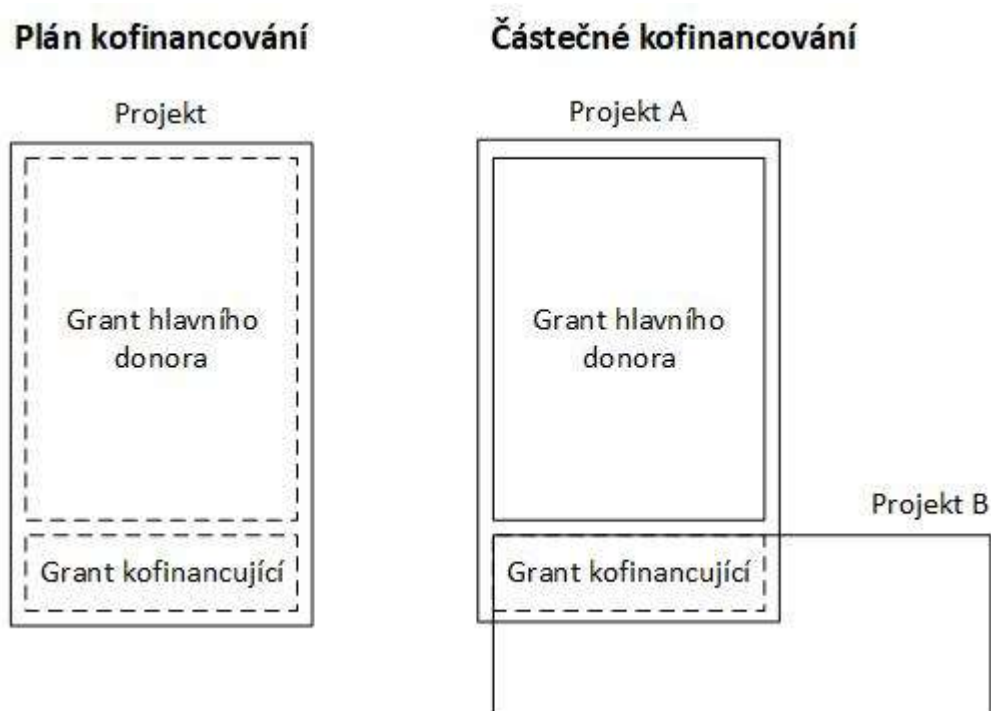 Plán kofinancování
Částečné kofinancování
Projekt
Projekt A
Grant hlavního
donora
Grant hlavního
donora
Projekt B
Grant kofinancující
Grant kofinancující